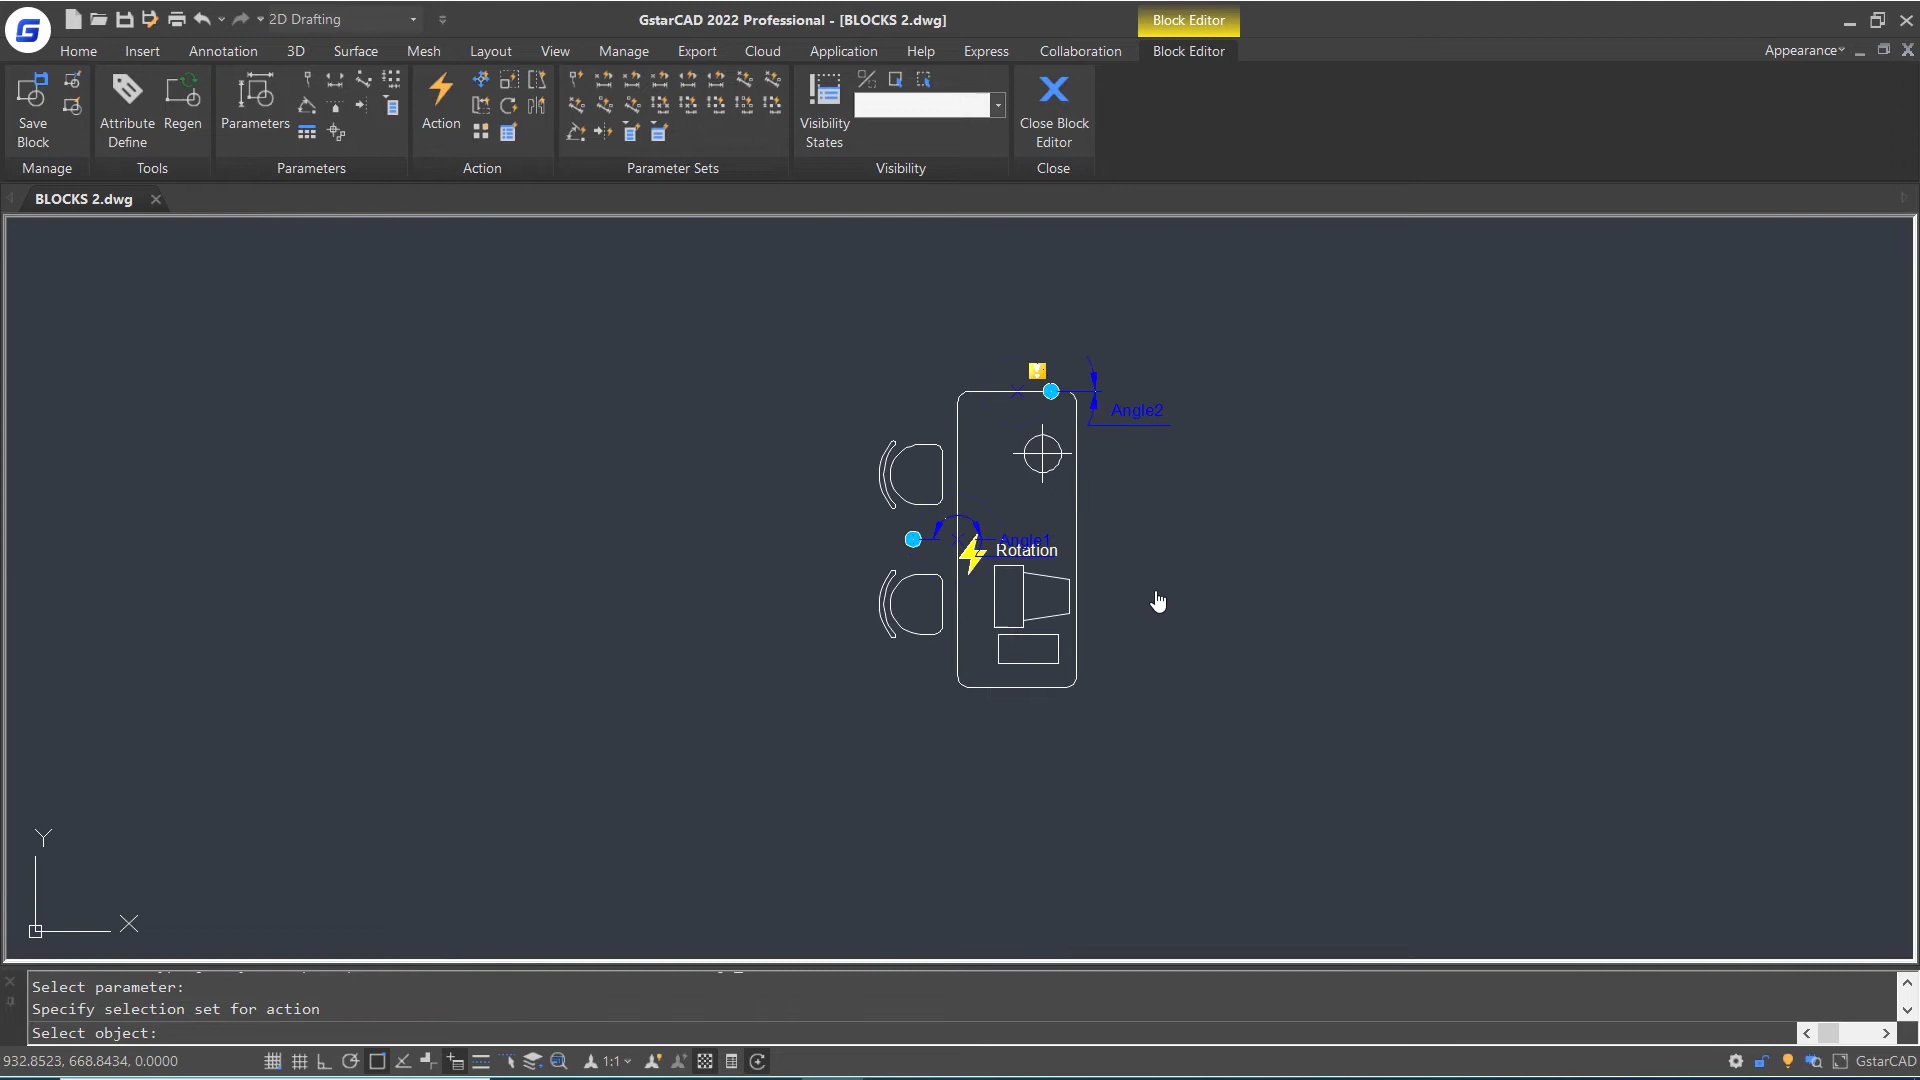 2D Drafting
GstarCAD 2022 Professional - [BLOCKS 2.dwg]
Block Editor
Home Insert Annotation 3D Surface Mesh Layout View Manage Export Cloud Application Help Express Collaboration Block Editor
Appearance
Save Block
Manage
Attribute Define
Regen
Tools
Parameters
Parameters
Action
Action
Parameter Sets
Visibility States
Visibility
Close Block Editor
Close
BLOCKS 2.dwg
Angle2
Angle1
Rotation
Y
X
Select parameter:
Specify selection set for action
Select object:
932.8523, 668.8434, 0.0000
1:1
GstarCAD